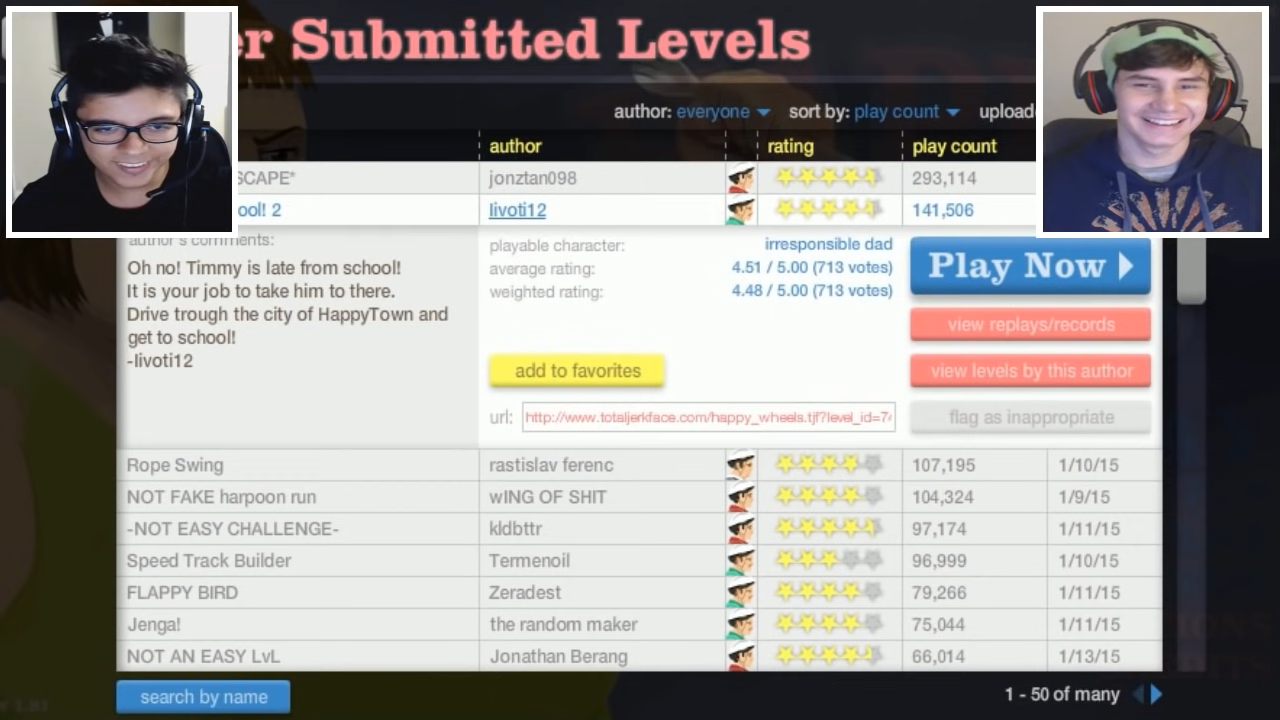 er Submitted Levels
author: everyone sort by: play count upload
author rating play count
SCAPE* jonztan098 293,114
ool! 2 livoti12 141,506
author's comments:
Oh no! Timmy is late from school!
It is your job to take him to there.
Drive trough the city of HappyTown and
get to school!
-livoti12
playable character: irresponsible dad
average rating: 4.51 / 5.00 (713 votes)
weighted rating: 4.48 / 5.00 (713 votes)
add to favorites
url: http://www.totaljerkface.com/happy_wheels.tjf?level_id=7
Play Now
view replays/records
view levels by this author
flag as inappropriate
Rope Swing rastislav ferenc 107,195 1/10/15
NOT FAKE harpoon run wING OF SHIT 104,324 1/9/15
-NOT EASY CHALLENGE- kldbttr 97,174 1/11/15
Speed Track Builder Termenoil 96,999 1/10/15
FLAPPY BIRD Zeradest 79,266 1/11/15
Jenga! the random maker 75,044 1/11/15
NOT AN EASY LvL Jonathan Berang 66,014 1/13/15
search by name
1 - 50 of many